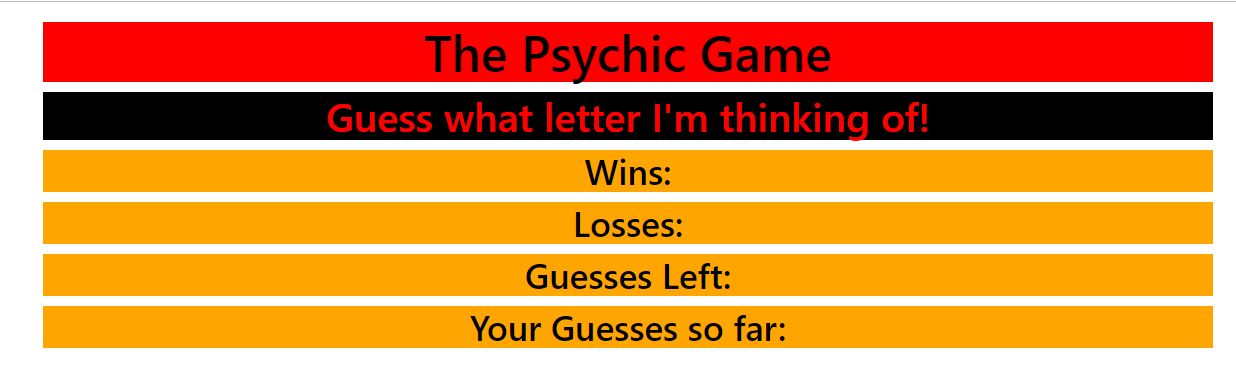 The Psychic Game
Guess what letter I'm thinking of!
Wins:
Losses:
Guesses Left:
Your Guesses so far: